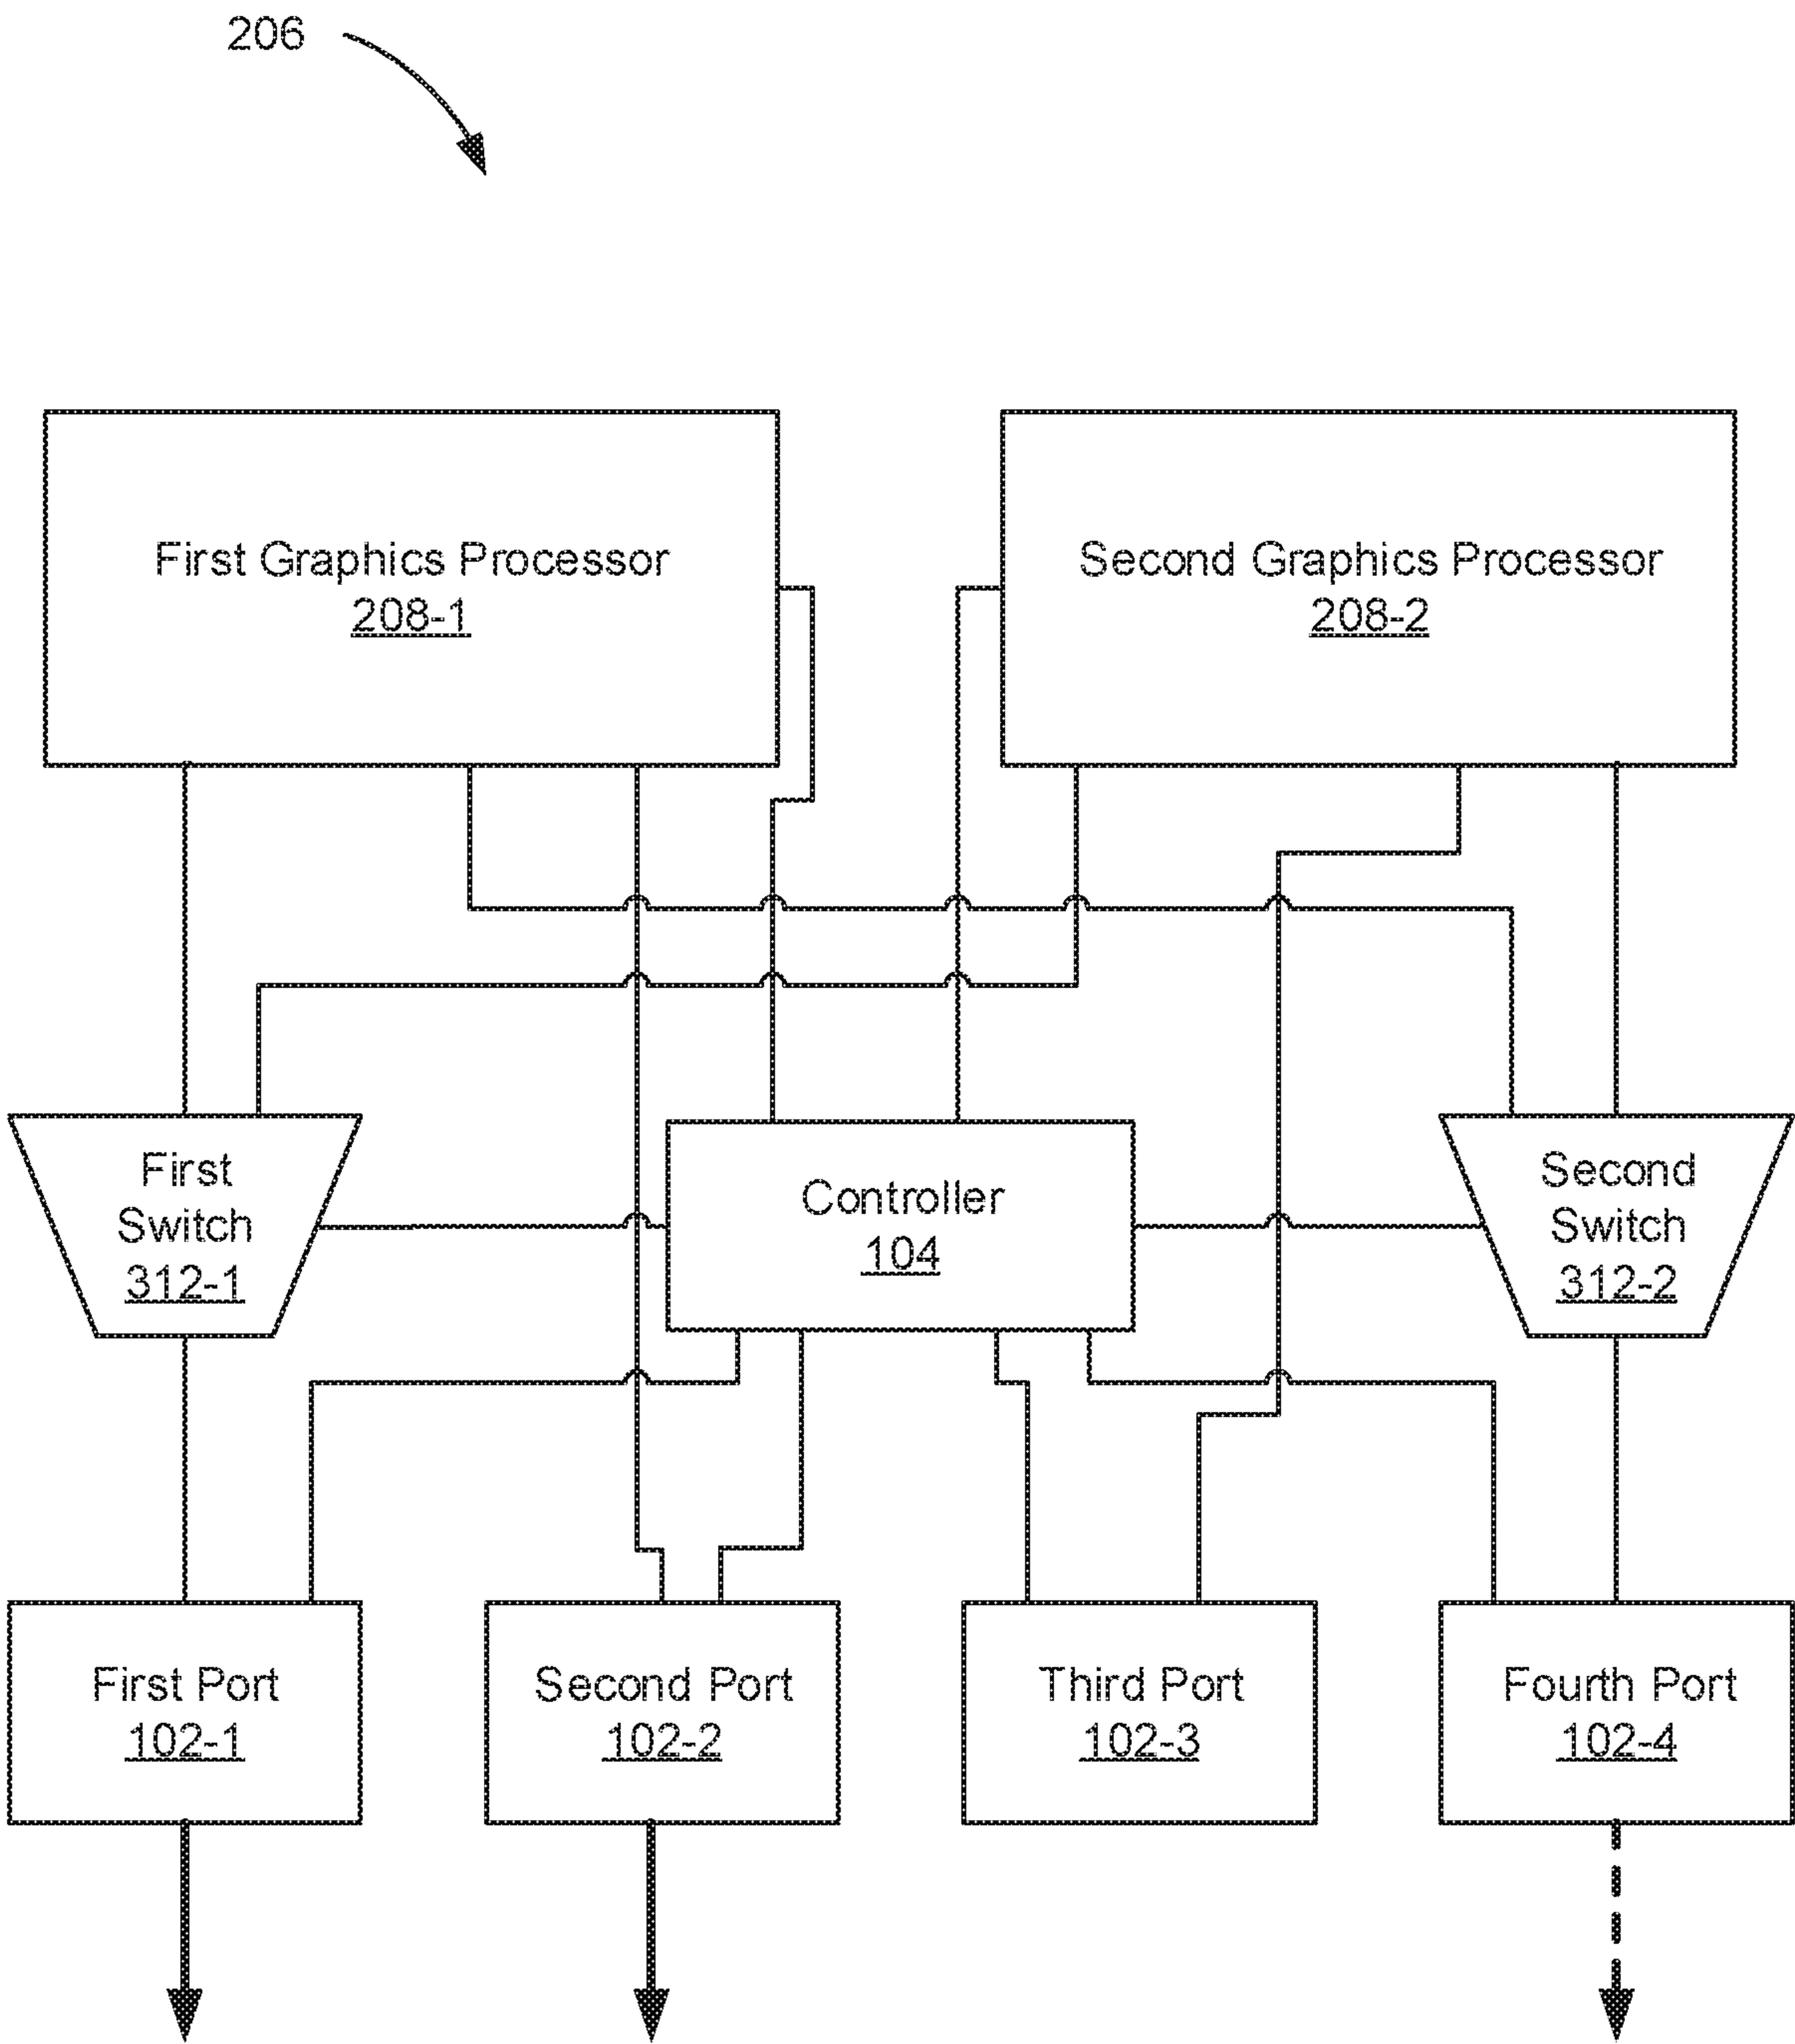 206
First Graphics Processor
208-1
Second Graphics Processor
208-2
First
Switch
312-1
Controller
104
Second
Switch
312-2
First Port
102-1
Second Port
102-2
Third Port
102-3
Fourth Port
102-4